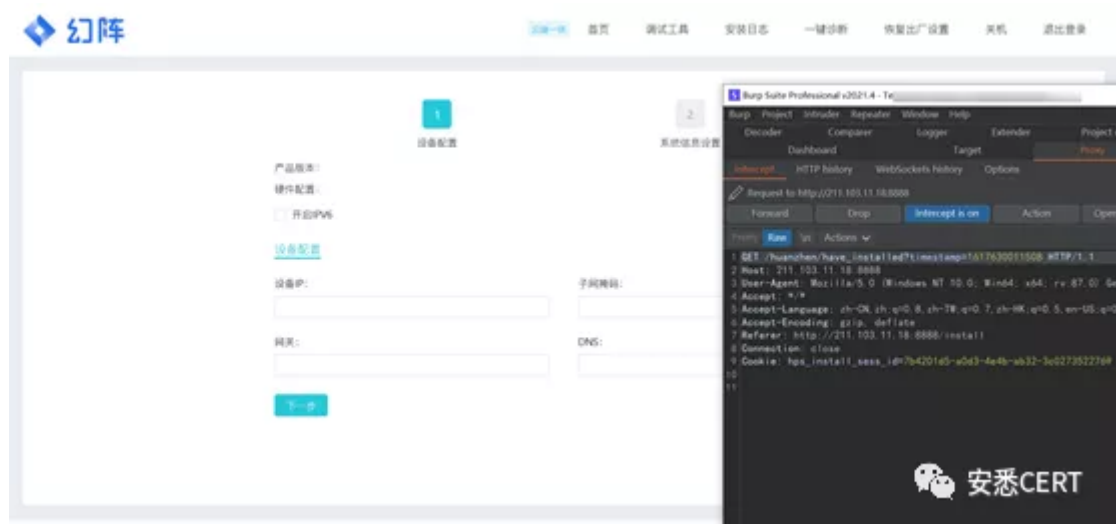 幻阵
首页 调试工具 安装日志 一键诊断 恢复出厂设置 关机 退出登录
1
2
设备配置
系统信息设置
产品版本:
硬件配置:
开启IPV6
设备配置
设备IP:
子网掩码:
网关:
DNS:
下一步
Burp Suite Professional v2021.4 - Te
Burp Project Intruder Repeater Window Help
Decoder Comparer Logger Extender Project
Dashboard Target Proxy
Intercept HTTP history WebSockets history Options
Request to http://211.103.11.18:8888
Forward Drop Intercept is on Action Open
Pretty Raw \n Actions
1 GET /huanzhen/have_installed?timestamp=1617630011508 HTTP/1.1
2 Host: 211.103.11.18:8888
3 User-Agent: Mozilla/5.0 (Windows NT 10.0; Win64; x64; rv:87.0) Ge
4 Accept: */*
5 Accept-Language: zh-CN,zh;q=0.8,zh-TW;q=0.7,zh-HK;q=0.5,en-US;q=0
6 Accept-Encoding: gzip, deflate
7 Referer: http://211.103.11.18:8888/install
8 Connection: close
9 Cookie: hps_install_sess_id=
10
11
安悉CERT